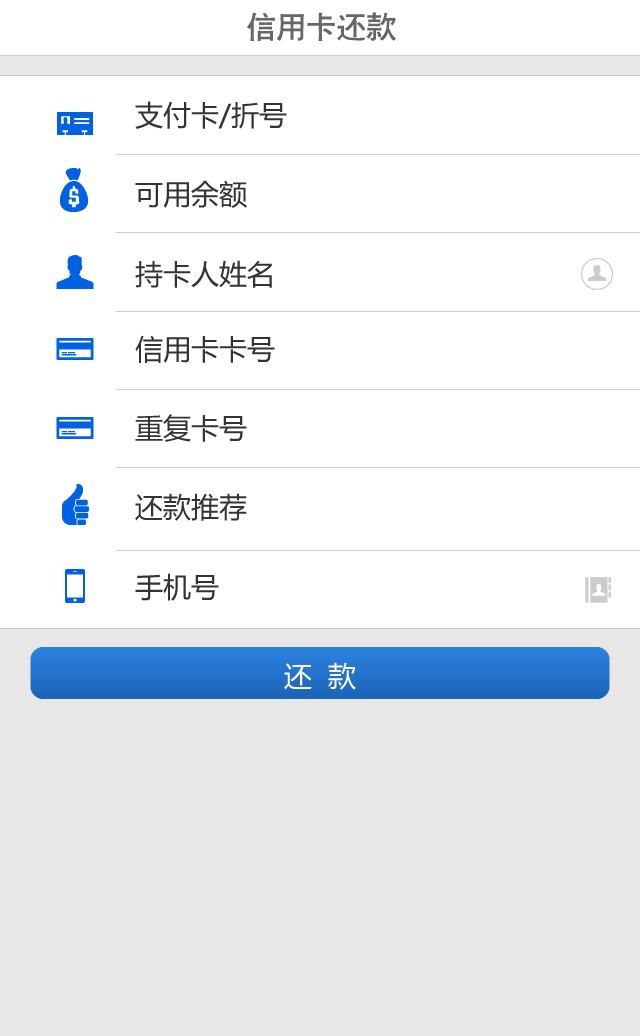 信用卡还款
支付卡/折号
可用余额
持卡人姓名
信用卡卡号
重复卡号
还款推荐
手机号
还 款